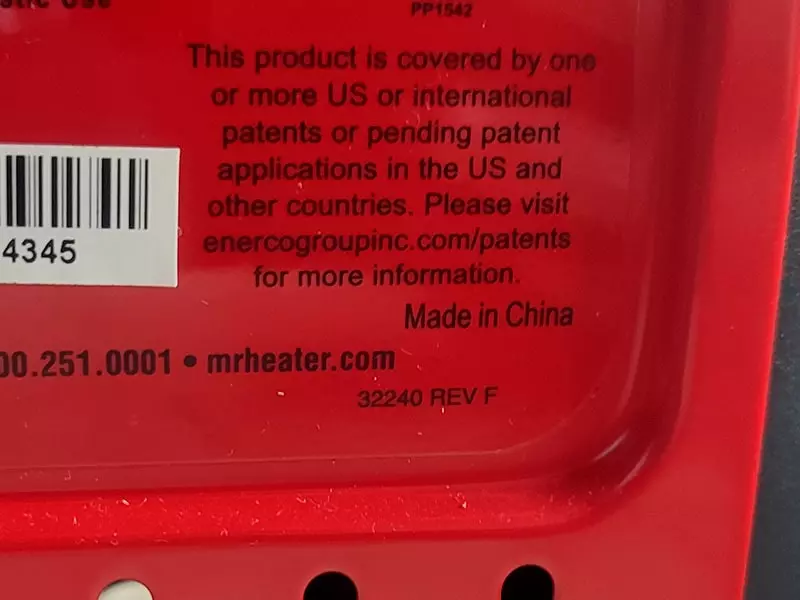 Use
PP1542
This product is covered by one
or more US or international
patents or pending patent
applications in the US and
other countries. Please visit
enercogroupinc.com/patents
for more information.
4345
Made in China
00.251.0001 • mrheater.com
32240 REV F